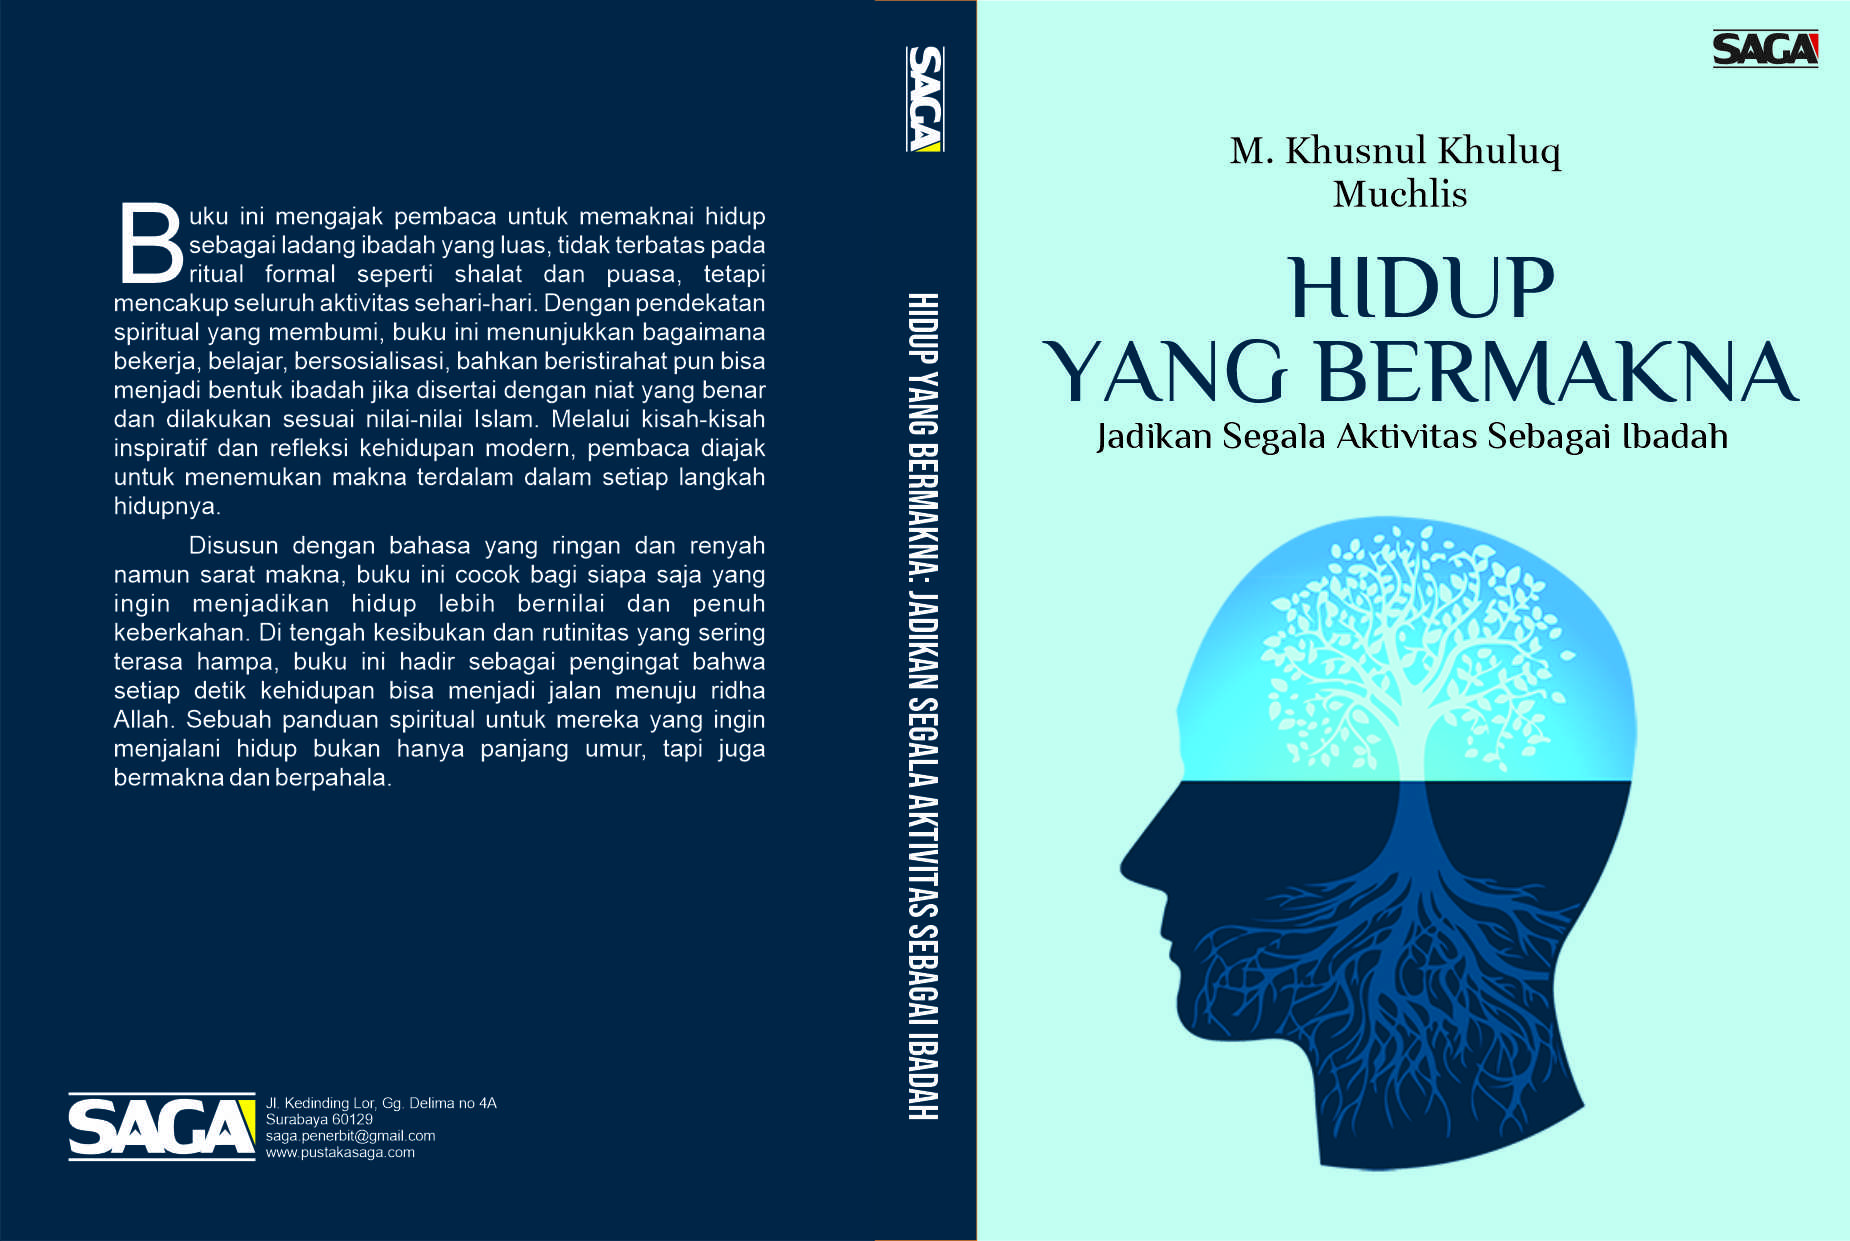 Buku ini mengajak pembaca untuk memaknai hidup
sebagai ladang ibadah yang luas, tidak terbatas pada
ritual formal seperti shalat dan puasa, tetapi
mencakup seluruh aktivitas sehari-hari. Dengan pendekatan
spiritual yang membumi, buku ini menunjukkan bagaimana
bekerja, belajar, bersosialisasi, bahkan beristirahat pun bisa
menjadi bentuk ibadah jika disertai dengan niat yang benar
dan dilakukan sesuai nilai-nilai Islam. Melalui kisah-kisah
inspiratif dan refleksi kehidupan modern, pembaca diajak
untuk menemukan makna terdalam dalam setiap langkah
hidupnya.
Disusun dengan bahasa yang ringan dan renyah
namun sarat makna, buku ini cocok bagi siapa saja yang
ingin menjadikan hidup lebih bernilai dan penuh
keberkahan. Di tengah kesibukan dan rutinitas yang sering
terasa hampa, buku ini hadir sebagai pengingat bahwa
setiap detik kehidupan bisa menjadi jalan menuju ridha
Allah. Sebuah panduan spiritual untuk mereka yang ingin
menjalani hidup bukan hanya panjang umur, tapi juga
bermakna dan berpahala.
SAGA
Jl. Kedinding Lor, Gg. Delima no 4A
Surabaya 60129
saga.penerbit@gmail.com
www.pustakasaga.com
SAGA
HIDUP YANG BERMAKNA: JADIKAN SEGALA AKTIVITAS SEBAGAI IBADAH
SAGA
M. Khusnul Khuluq
Muchlis
HIDUP
YANG BERMAKNA
Jadikan Segala Aktivitas Sebagai Ibadah